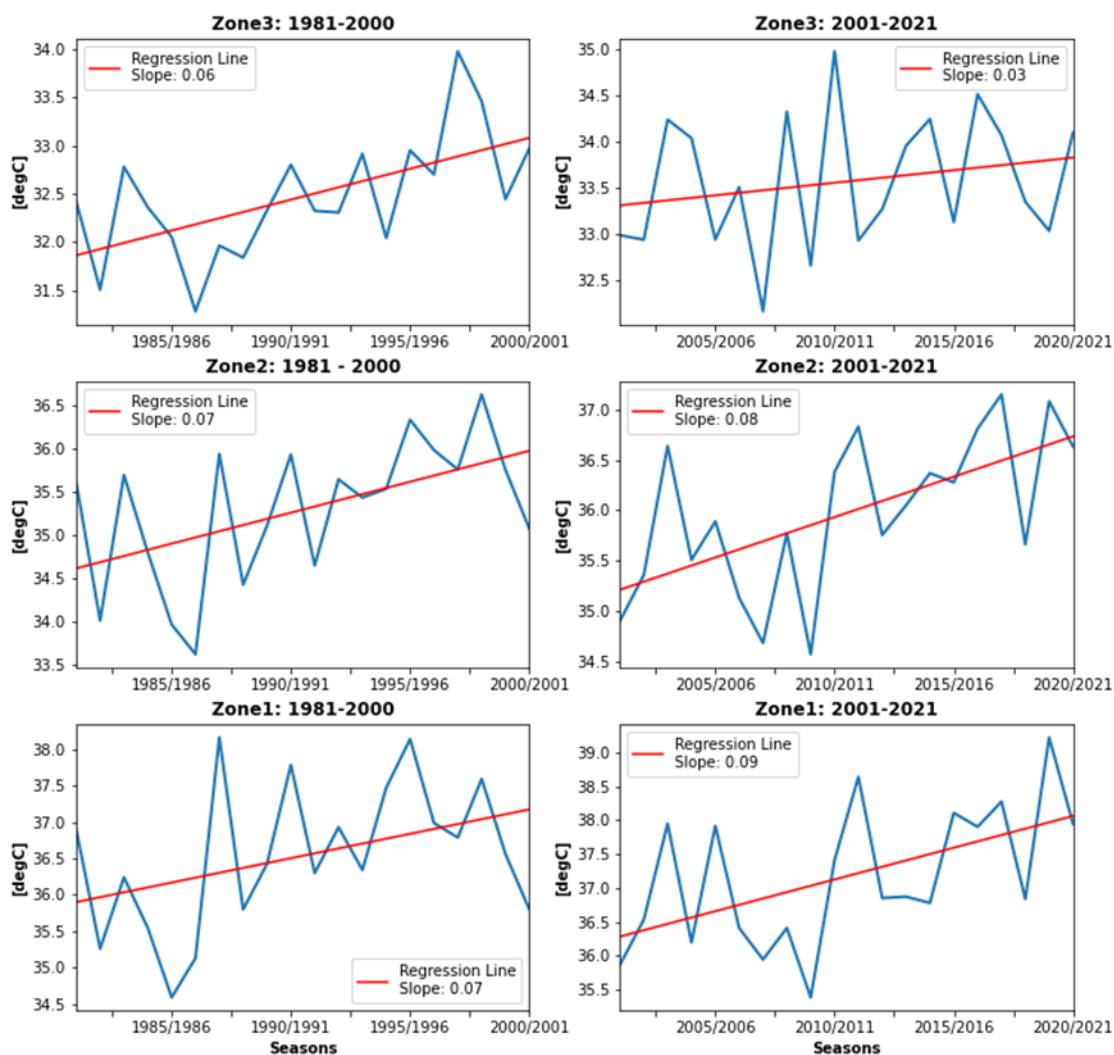 Zone3: 1981-2000
34.0
33.5
33.0
32.5
32.0
31.5
[degC]
Regression Line
Slope: 0.06
1985/1986 1990/1991 1995/1996 2000/2001
Zone3: 2001-2021
35.0
34.5
34.0
33.5
33.0
32.5
[degC]
Regression Line
Slope: 0.03
2005/2006 2010/2011 2015/2016 2020/2021
Zone2: 1981 - 2000
36.5
36.0
35.5
35.0
34.5
34.0
33.5
[degC]
Regression Line
Slope: 0.07
1985/1986 1990/1991 1995/1996 2000/2001
Zone2: 2001-2021
37.0
36.5
36.0
35.5
35.0
34.5
[degC]
Regression Line
Slope: 0.08
2005/2006 2010/2011 2015/2016 2020/2021
Zone1: 1981-2000
38.0
37.5
37.0
36.5
36.0
35.5
35.0
34.5
[degC]
Regression Line
Slope: 0.07
1985/1986 1990/1991 1995/1996 2000/2001
Seasons
Zone1: 2001-2021
39.0
38.5
38.0
37.5
37.0
36.5
36.0
35.5
[degC]
Regression Line
Slope: 0.09
2005/2006 2010/2011 2015/2016 2020/2021
Seasons